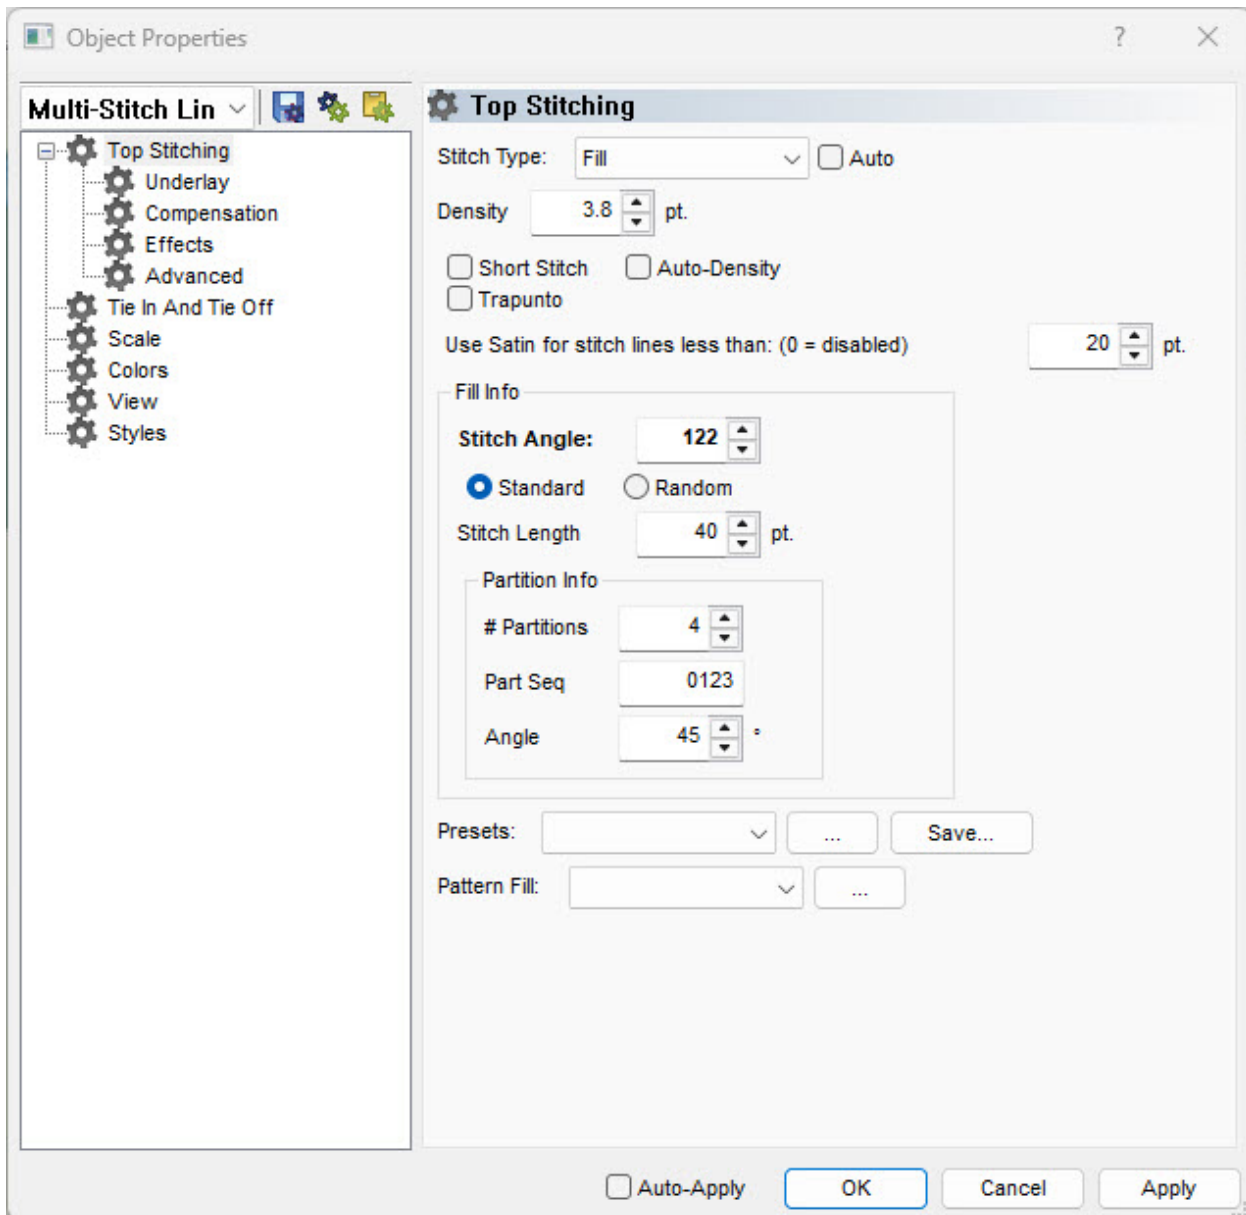 Object Properties ?
Multi-Stitch Lin
Top Stitching
Underlay
Compensation
Effects
Advanced
Tie In And Tie Off
Scale
Colors
View
Styles
Top Stitching
Stitch Type: Fill Auto
Density 3.8 pt.
Short Stitch Auto-Density
Trapunto
Use Satin for stitch lines less than: (0 = disabled) 20 pt.
Fill Info
Stitch Angle: 122
Standard Random
Stitch Length 40 pt.
Partition Info
# Partitions 4
Part Seq 0123
Angle 45 °
Presets: ... Save...
Pattern Fill: ...
Auto-Apply OK Cancel Apply